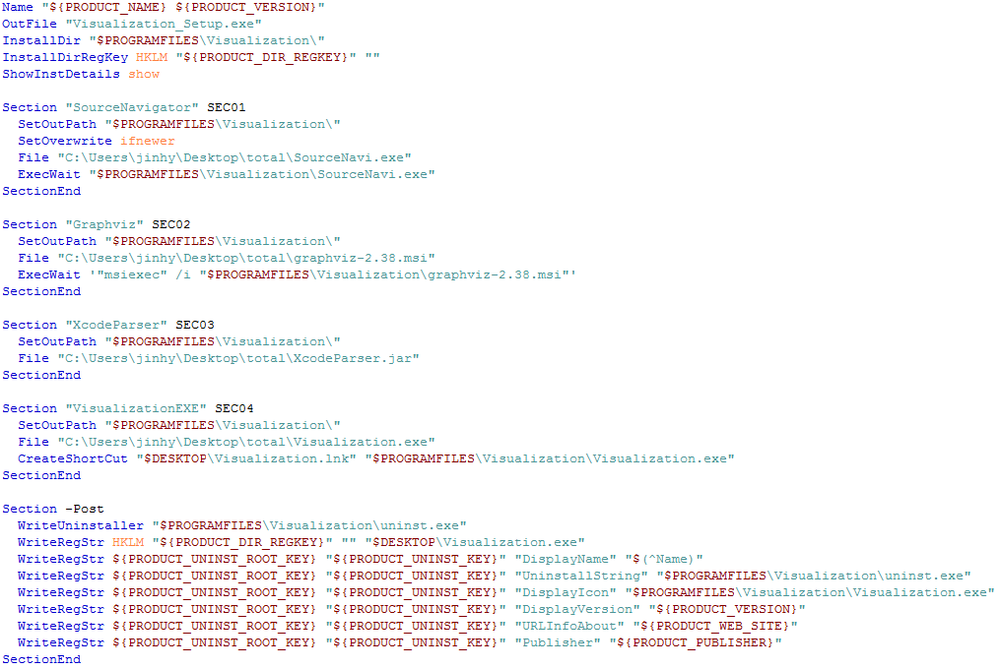 Name "${PRODUCT_NAME} ${PRODUCT_VERSION}"
OutFile "Visualization_Setup.exe"
InstallDir "$PROGRAMFILES\Visualization\"
InstallDirRegKey HKLM "${PRODUCT_DIR_REGKEY}" ""
ShowInstDetails show

Section "SourceNavigator" SEC01
  SetOutPath "$PROGRAMFILES\Visualization\"
  SetOverwrite ifnewer
  File "C:\Users\jinhy\Desktop\total\SourceNavi.exe"
  ExecWait "$PROGRAMFILES\Visualization\SourceNavi.exe"
SectionEnd

Section "Graphviz" SEC02
  SetOutPath "$PROGRAMFILES\Visualization\"
  File "C:\Users\jinhy\Desktop\total\graphviz-2.38.msi"
  ExecWait '"msiexec" /i "$PROGRAMFILES\Visualization\graphviz-2.38.msi"'
SectionEnd

Section "XcodeParser" SEC03
  SetOutPath "$PROGRAMFILES\Visualization\"
  File "C:\Users\jinhy\Desktop\total\XcodeParser.jar"
SectionEnd

Section "VisualizationEXE" SEC04
  SetOutPath "$PROGRAMFILES\Visualization\"
  File "C:\Users\jinhy\Desktop\total\Visualization.exe"
  CreateShortCut "$DESKTOP\Visualization.lnk" "$PROGRAMFILES\Visualization\Visualization.exe"
SectionEnd

Section -Post
  WriteUninstaller "$PROGRAMFILES\Visualization\uninst.exe"
  WriteRegStr HKLM "${PRODUCT_DIR_REGKEY}" "" "$DESKTOP\Visualization.exe"
  WriteRegStr ${PRODUCT_UNINST_ROOT_KEY} "${PRODUCT_UNINST_KEY}" "DisplayName" "$(^Name)"
  WriteRegStr ${PRODUCT_UNINST_ROOT_KEY} "${PRODUCT_UNINST_KEY}" "UninstallString" "$PROGRAMFILES\Visualization\uninst.exe"
  WriteRegStr ${PRODUCT_UNINST_ROOT_KEY} "${PRODUCT_UNINST_KEY}" "DisplayIcon" "$PROGRAMFILES\Visualization\Visualization.exe"
  WriteRegStr ${PRODUCT_UNINST_ROOT_KEY} "${PRODUCT_UNINST_KEY}" "DisplayVersion" "${PRODUCT_VERSION}"
  WriteRegStr ${PRODUCT_UNINST_ROOT_KEY} "${PRODUCT_UNINST_KEY}" "URLInfoAbout" "${PRODUCT_WEB_SITE}"
  WriteRegStr ${PRODUCT_UNINST_ROOT_KEY} "${PRODUCT_UNINST_KEY}" "Publisher" "${PRODUCT_PUBLISHER}"
SectionEnd